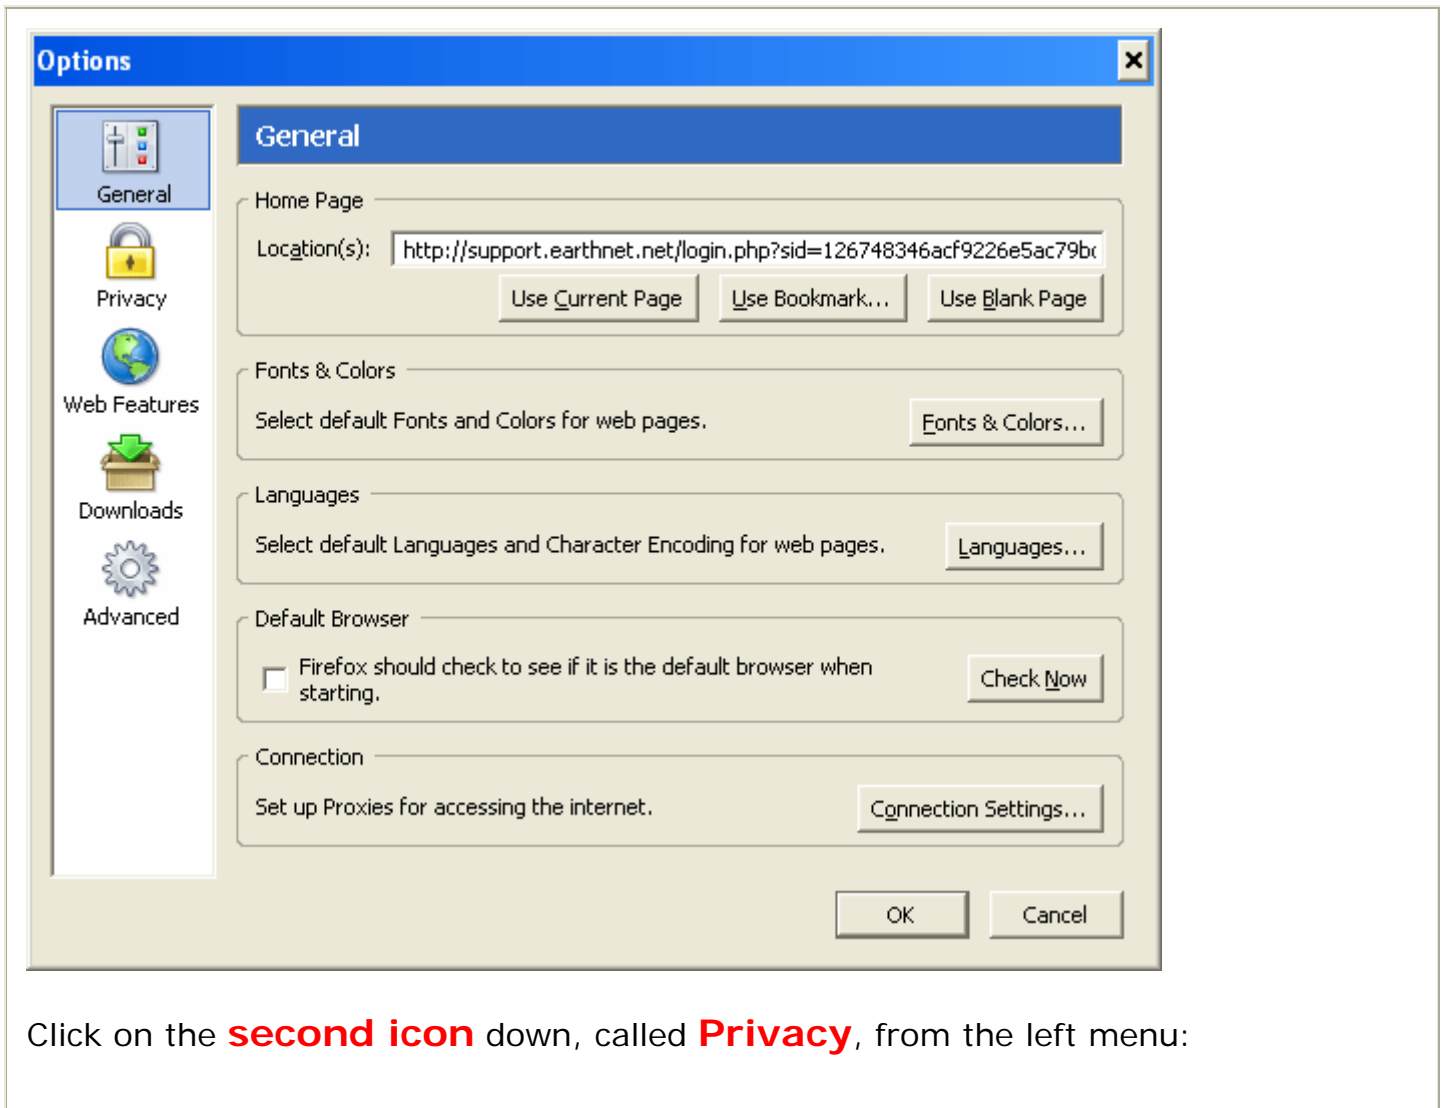 Options
General
General
Home Page
Location(s): http://support.earthnet.net/login.php?sid=126748346acf9226e5ac79b
Use Current Page Use Bookmark... Use Blank Page
Privacy
Fonts & Colors
Web Features
Select default Fonts and Colors for web pages. Fonts & Colors...
Downloads
Languages
Select default Languages and Character Encoding for web pages. Languages...
Advanced
Default Browser
Firefox should check to see if it is the default browser when
starting.
Check Now
Connection
Set up Proxies for accessing the internet. Connection Settings...
OK Cancel
Click on the second icon down, called Privacy, from the left menu: